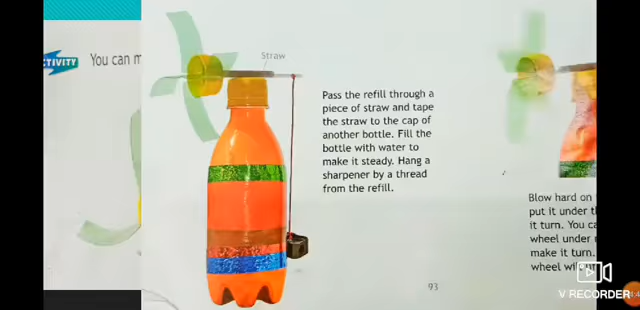 CTIVITY
You can m
Straw
Pass the refill through a
piece of straw and tape
the straw to the cap of
another bottle. Fill the
bottle with water to
make it steady. Hang a
sharpener by a thread
from the refill.
93
Blow hard on
put it under t
it turn. You ca
wheel under
make it turn.
wheel wi
V RECORDER